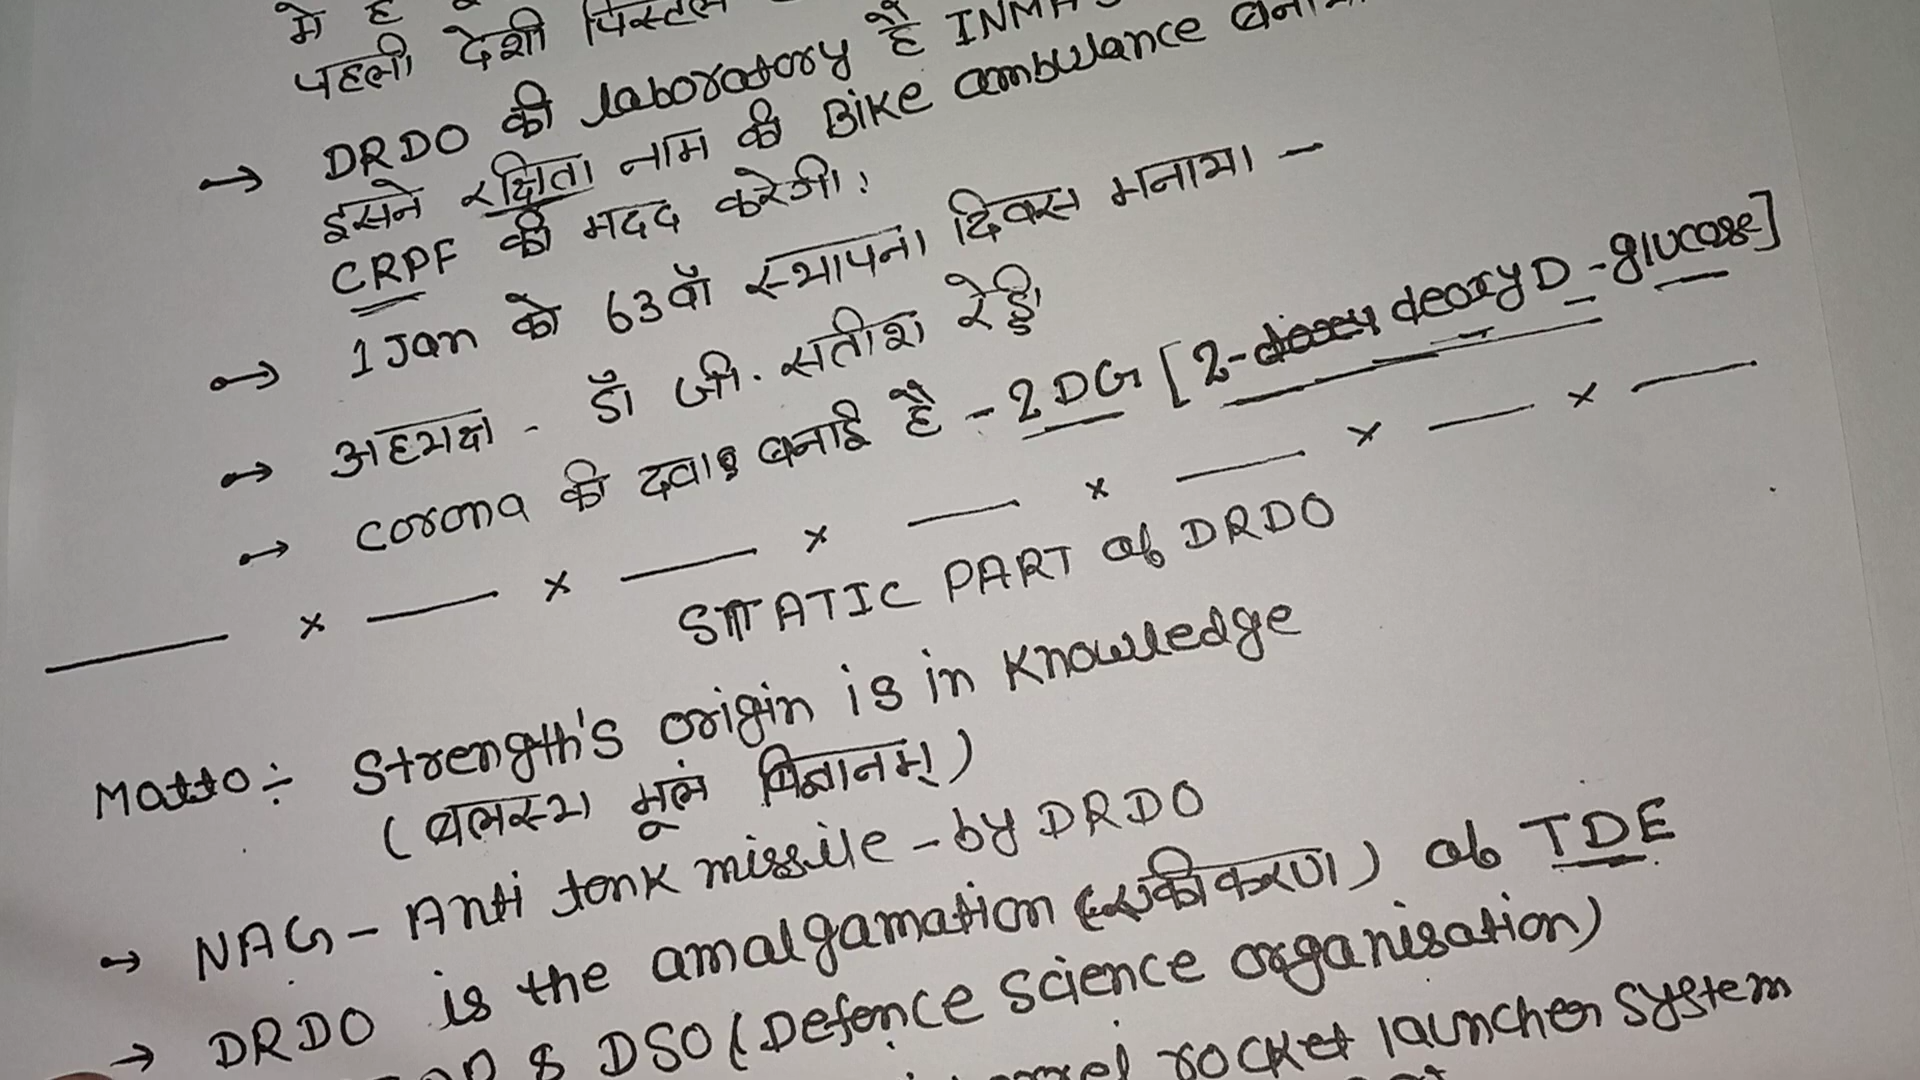 में है
पहली देशी पिस्टल
→ DRDO की laboratory है INMAS
इसने रक्षिता नाम की Bike ambulance बनाया
CRPF की मदद करेगी।
→ 1 Jan को 63वाँ स्थापना दिवस मनाया -
→ अध्यक्ष - डॉ जी. सतीश रेड्डी
→ corona की दवाई बनाई है - 2DG [2-deoxy D-glucose]
STATIC PART of DRDO
Motto :- Strength's origin is in Knowledge
(बलस्य मूलं विज्ञानम्)
→ NAG - Anti tank missile - by DRDO
→ DRDO is the amalgamation (एकीकरण) of TDE
& DSO (Defence Science organisation)
rocket launcher system